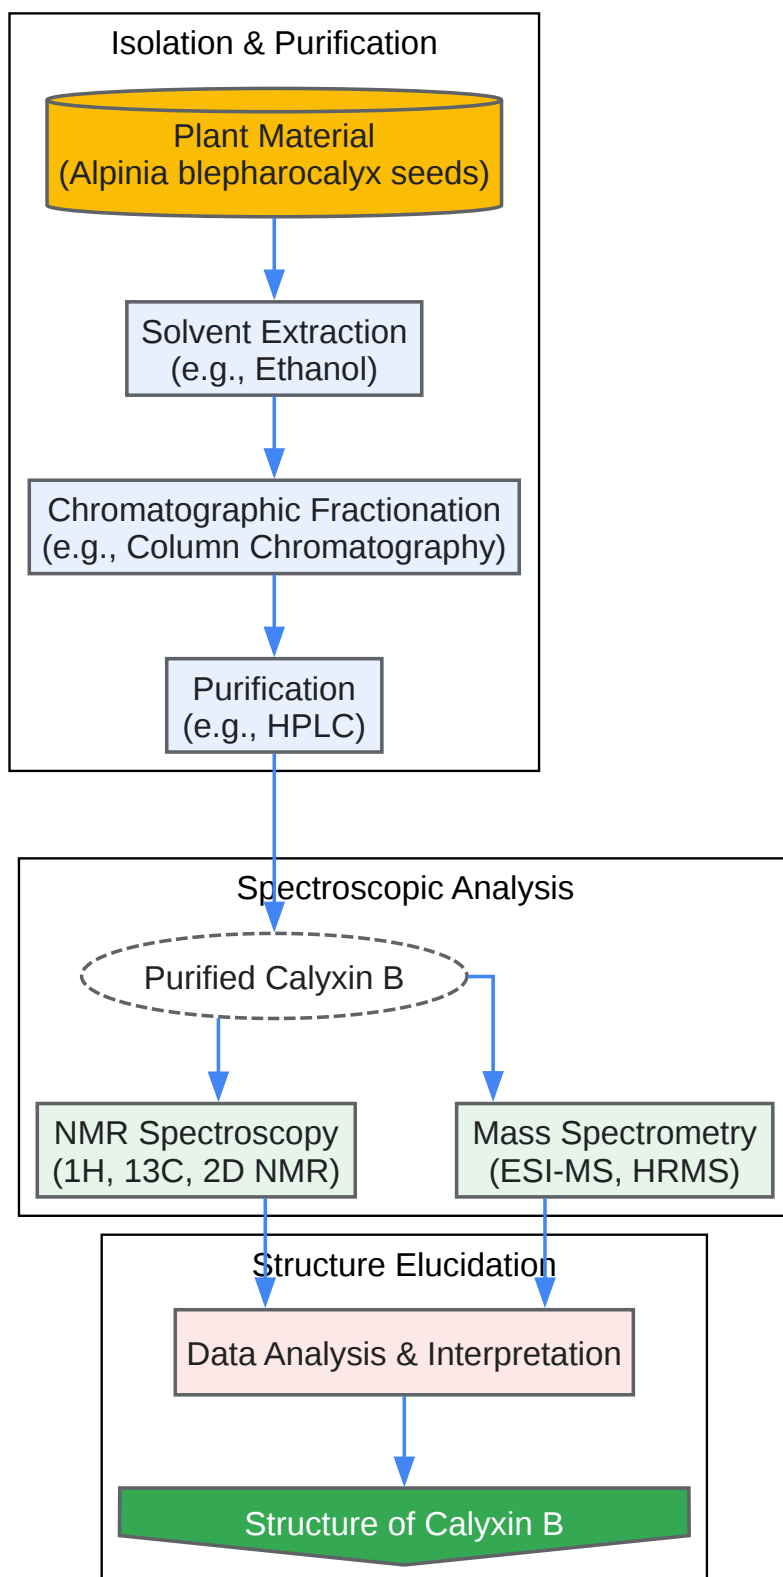 Isolation & Purification
Plant Material
(Alpinia blepharocalyx seeds)
Solvent Extraction
(e.g., Ethanol)
Chromatographic Fractionation
(e.g., Column Chromatography)
Purification
(e.g., HPLC)
Spectroscopic Analysis
Purified Calyxin B
NMR Spectroscopy
(1H, 13C, 2D NMR)
Mass Spectrometry
(ESI-MS, HRMS)
Structure Elucidation
Data Analysis & Interpretation
Structure of Calyxin B